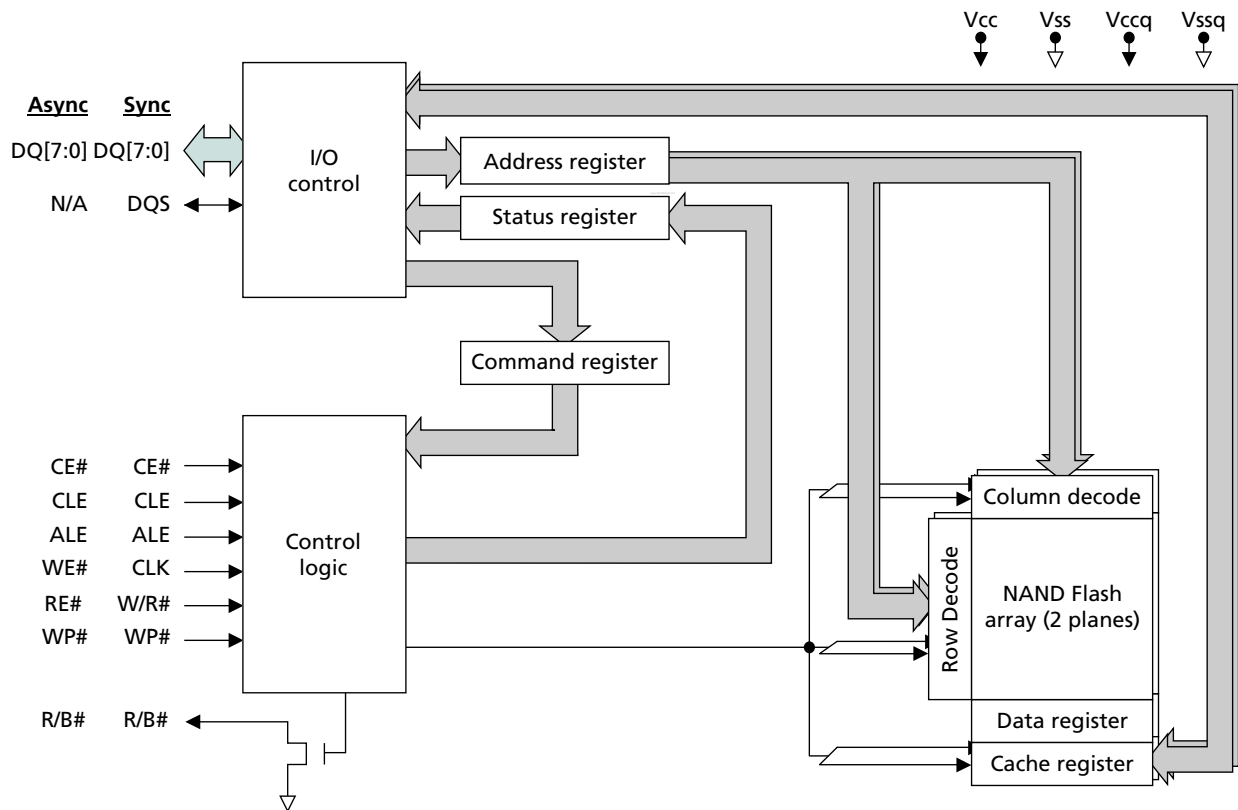 Vcc Vss Vccq Vssq
Async Sync
DQ[7:0] DQ[7:0]
N/A DQS
I/O
control
Address register
Status register
Command register
CE# CE#
CLE CLE
ALE ALE
WE# CLK
RE# W/R#
WP# WP#
R/B# R/B#
Control
logic
Column decode
Row Decode
NAND Flash
array (2 planes)
Data register
Cache register